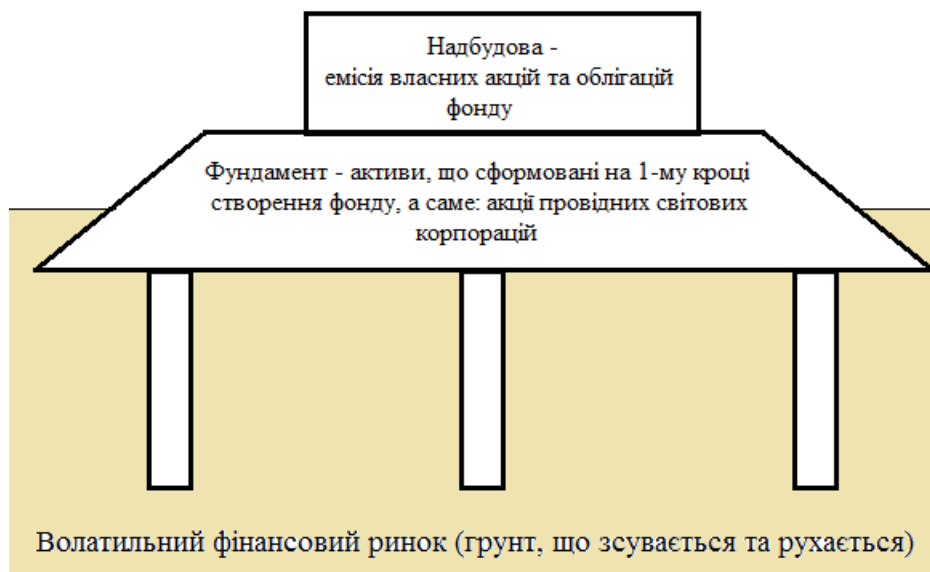 Надбудова -
емісія власних акцій та облігацій
фонду
Фундамент - активи, що сформовані на 1-му кроці
створення фонду, а саме: акції провідних світових
корпорацій
Волатильний фінансовий ринок (грунт, що зсувається та рухається)